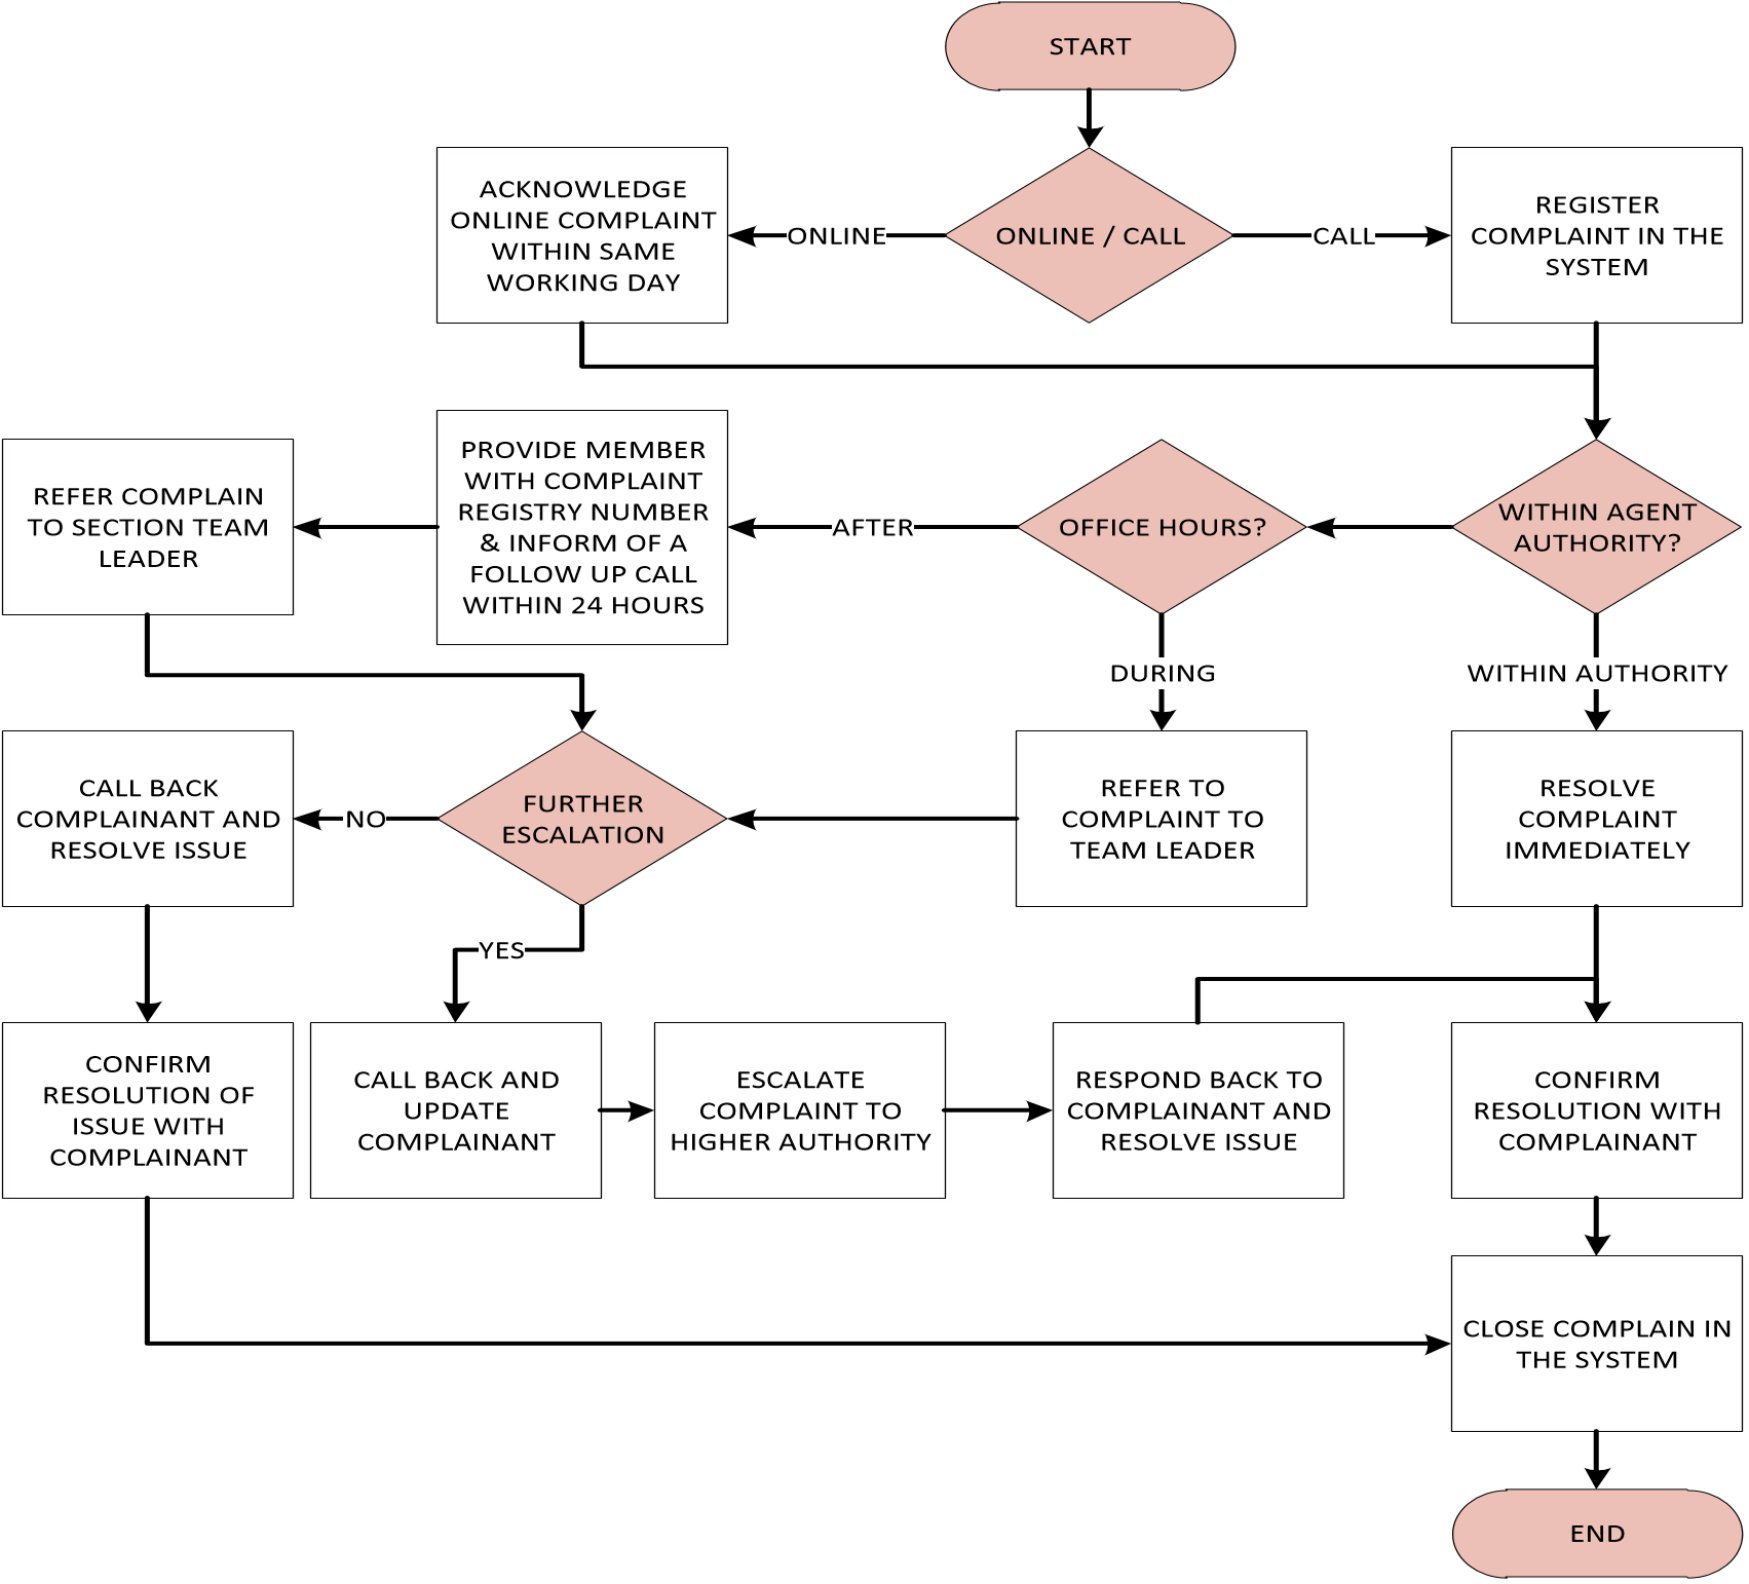 START
ACKNOWLEDGE
ONLINE COMPLAINT
WITHIN SAME
WORKING DAY
ONLINE
ONLINE / CALL
CALL
REGISTER
COMPLAINT IN THE
SYSTEM
REFER COMPLAIN
TO SECTION TEAM
LEADER
PROVIDE MEMBER
WITH COMPLAINT
REGISTRY NUMBER
& INFORM OF A
FOLLOW UP CALL
WITHIN 24 HOURS
AFTER
OFFICE HOURS?
WITHIN AGENT
AUTHORITY?
DURING
WITHIN AUTHORITY
CALL BACK
COMPLAINANT AND
RESOLVE ISSUE
NO
FURTHER
ESCALATION
REFER TO
COMPLAINT TO
TEAM LEADER
RESOLVE
COMPLAINT
IMMEDIATELY
YES
CONFIRM
RESOLUTION OF
ISSUE WITH
COMPLAINANT
CALL BACK AND
UPDATE
COMPLAINANT
ESCALATE
COMPLAINT TO
HIGHER AUTHORITY
RESPOND BACK TO
COMPLAINANT AND
RESOLVE ISSUE
CONFIRM
RESOLUTION WITH
COMPLAINANT
CLOSE COMPLAIN IN
THE SYSTEM
END